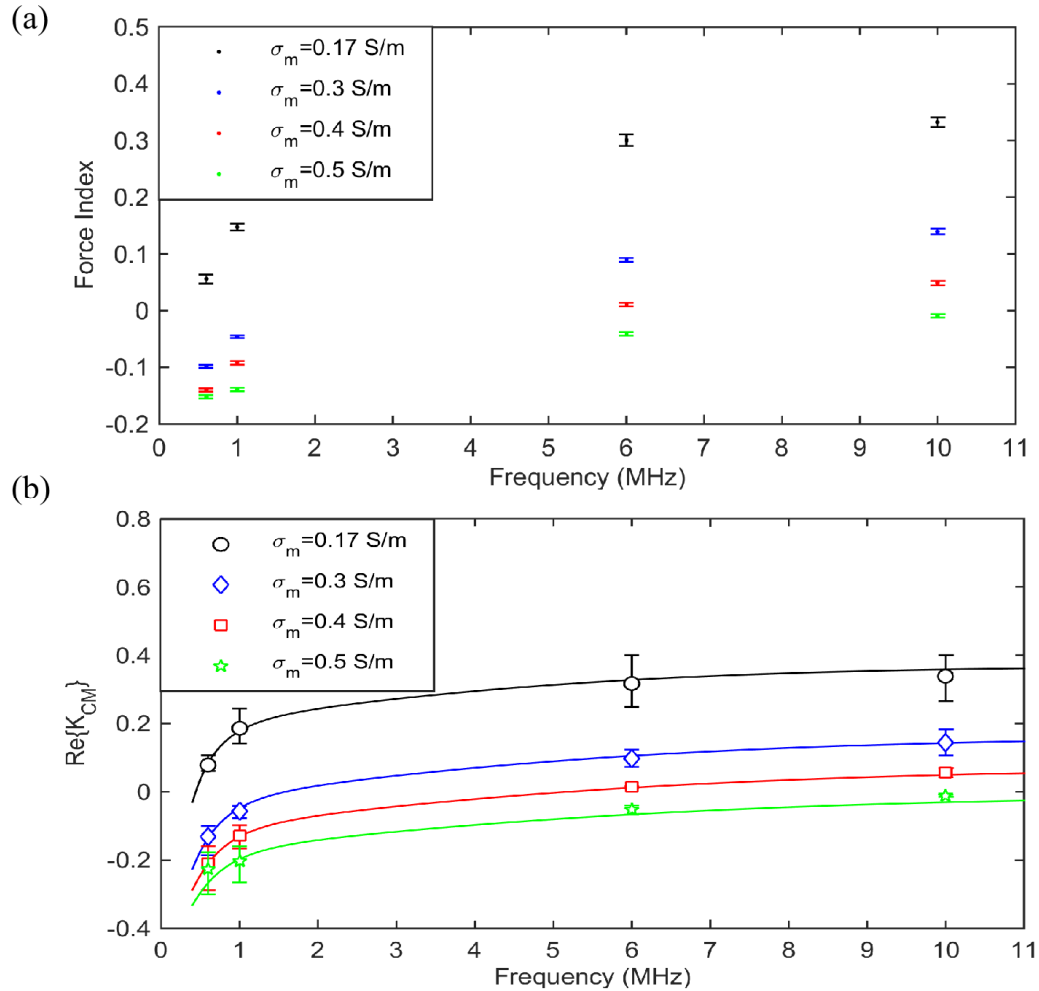 (a)
0.5
0.4
0.3
0.2
0.1
0
-0.1
-0.2
Force Index
σm=0.17 S/m
σm=0.3 S/m
σm=0.4 S/m
σm=0.5 S/m
0 1 2 3 4 5 6 7 8 9 10 11
Frequency (MHz)
(b)
0.8
0.6
0.4
0.2
0
-0.2
-0.4
Re{KCM}
σm=0.17 S/m
σm=0.3 S/m
σm=0.4 S/m
σm=0.5 S/m
0 1 2 3 4 5 6 7 8 9 10 11
Frequency (MHz)